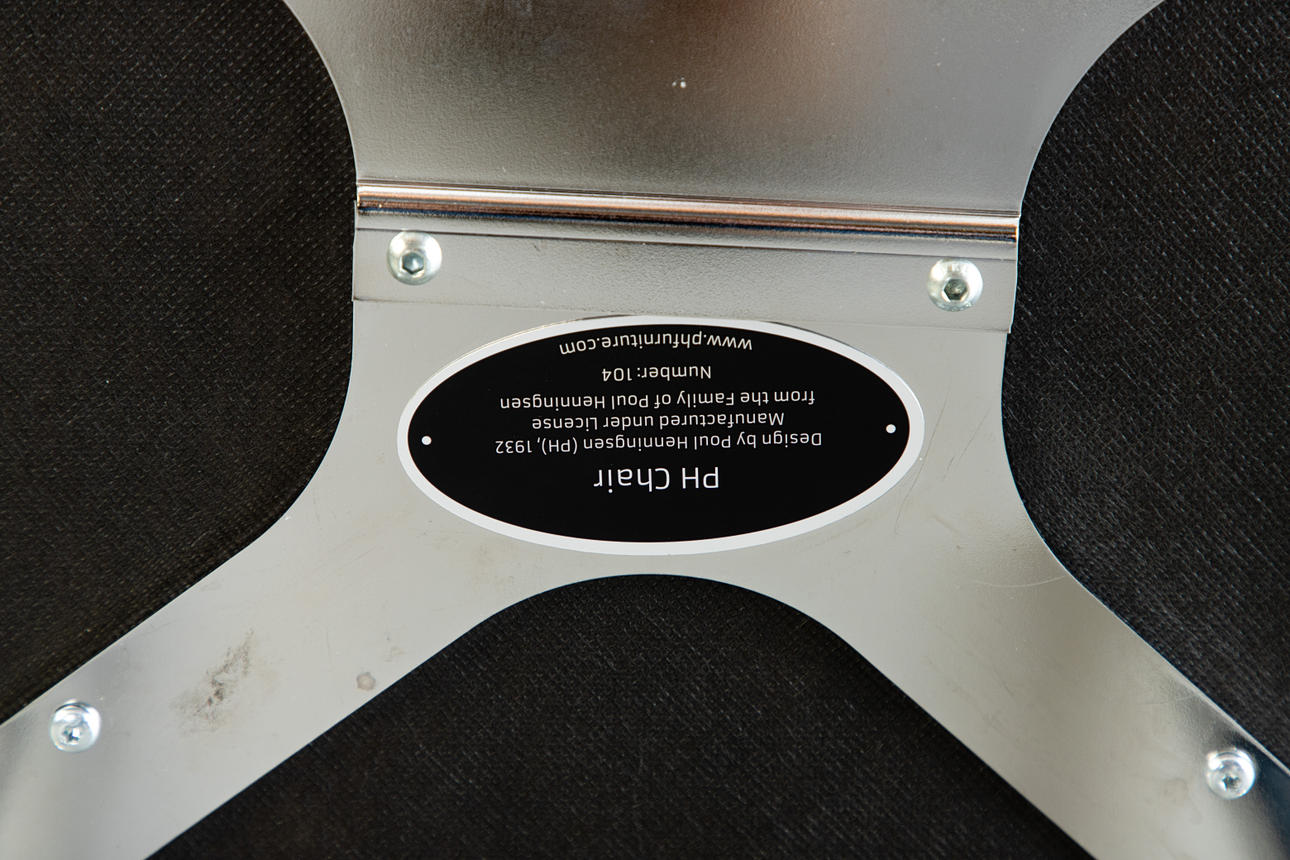 PH Chair
Design by Poul Henningsen (PH), 1932
Manufactured under License
from the Family of Poul Henningsen
Number: 104
www.phfurniture.com